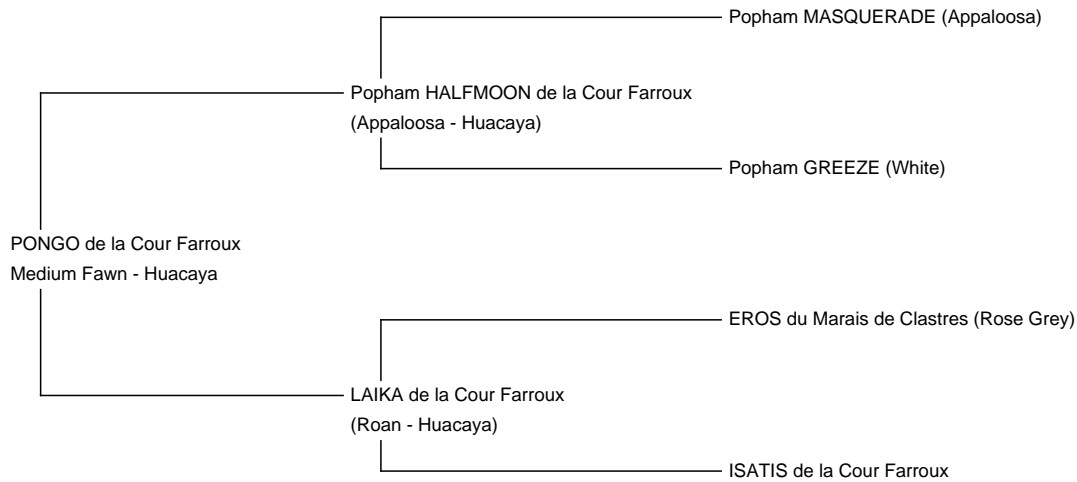 Popham MASQUERADE (Appaloosa)
Popham HALFMOON de la Cour Farroux
(Appaloosa - Huacaya)
Popham GREEZE (White)
PONGO de la Cour Farroux
Medium Fawn - Huacaya
EROS du Marais de Clastres (Rose Grey)
LAIKA de la Cour Farroux
(Roan - Huacaya)
ISATIS de la Cour Farroux